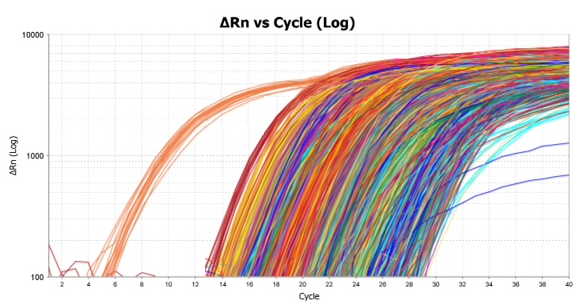 ΔRn vs Cycle (Log)
10000
1000
100
ΔRn (Log)
2 4 6 8 10 12 14 16 18 20 22 24 26 28 30 32 34 36 38 40
Cycle